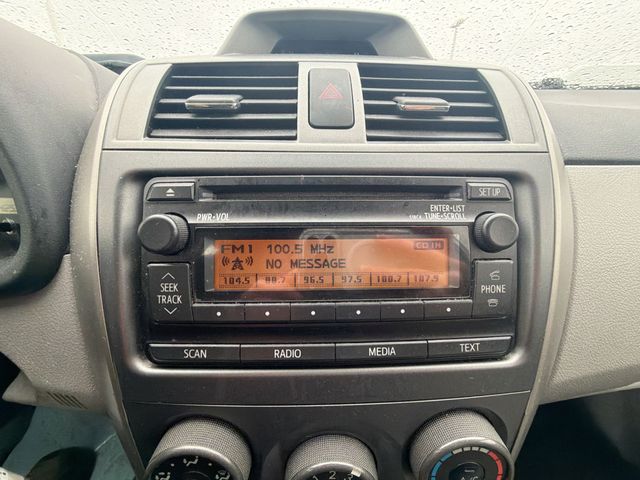 SET UP
PWR•VOL
ENTER•LIST
TUNE•SCROLL
FM1 100.5 MHz CD IN
NO MESSAGE
104.5 88.7 96.5 97.5 100.7 107.9
SEEK
TRACK
PHONE
SCAN RADIO MEDIA TEXT
A/C